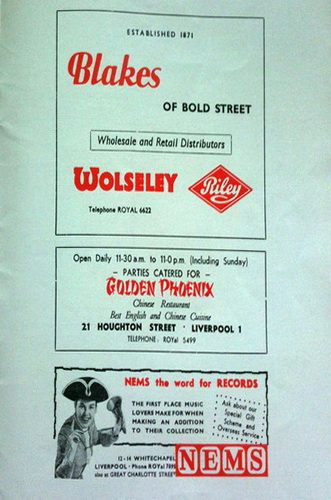 ESTABLISHED 1871
Blakes
OF BOLD STREET
Wholesale and Retail Distributors
WOLSELEY
Riley
Telephone ROYAL 6622
Open Daily 11-30 a.m. to 11-0 p.m. (Including Sunday)
- PARTIES CATERED FOR -
GOLDEN PHOENIX
Chinese Restaurant
Best English and Chinese Cuisine
21 HOUGHTON STREET · LIVERPOOL 1
TELEPHONE: ROYal 5499
NEMS the word for RECORDS
THE FIRST PLACE MUSIC
LOVERS MAKE FOR WHEN
MAKING AN ADDITION
TO THEIR COLLECTION
Ask about our
Special Gift
Scheme and
Overseas Service
12-14 WHITECHAPEL
LIVERPOOL · Phone ROYal
also at GREAT CHARLOTTE STREET
NEMS